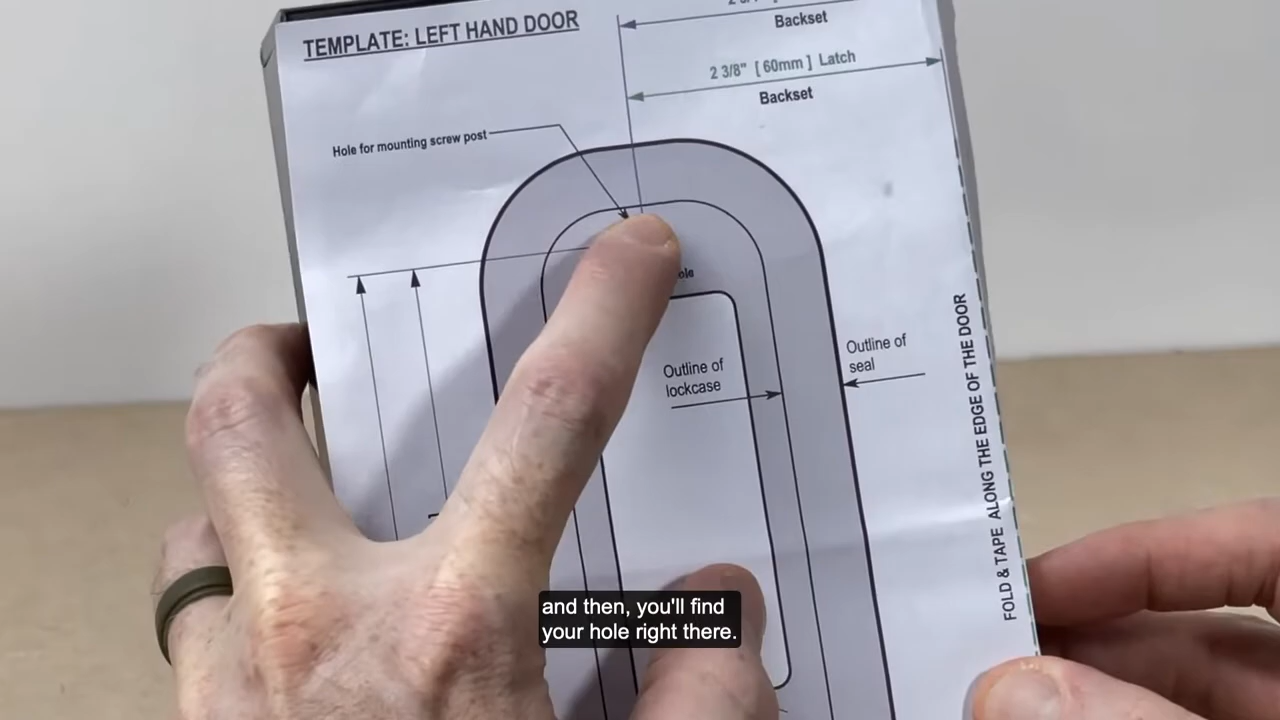 Backset
TEMPLATE: LEFT HAND DOOR
2 3/8" [ 60mm ] Latch
Backset
Hole for mounting screw post
Outline of
seal
Outline of
lockcase
FOLD & TAPE ALONG THE EDGE OF THE DOOR
and then, you'll find
your hole right there.